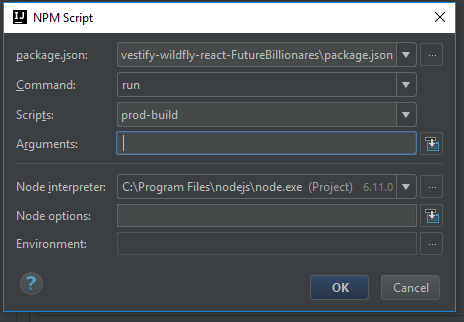 IJ NPM Script
package.json: vestify-wildfly-react-FutureBillionares\package.json ...
Command: run
Scripts: prod-build
Arguments:
Node interpreter: C:\Program Files\nodejs\node.exe (Project) 6.11.0 ...
Node options:
Environment: ...
? OK Cancel